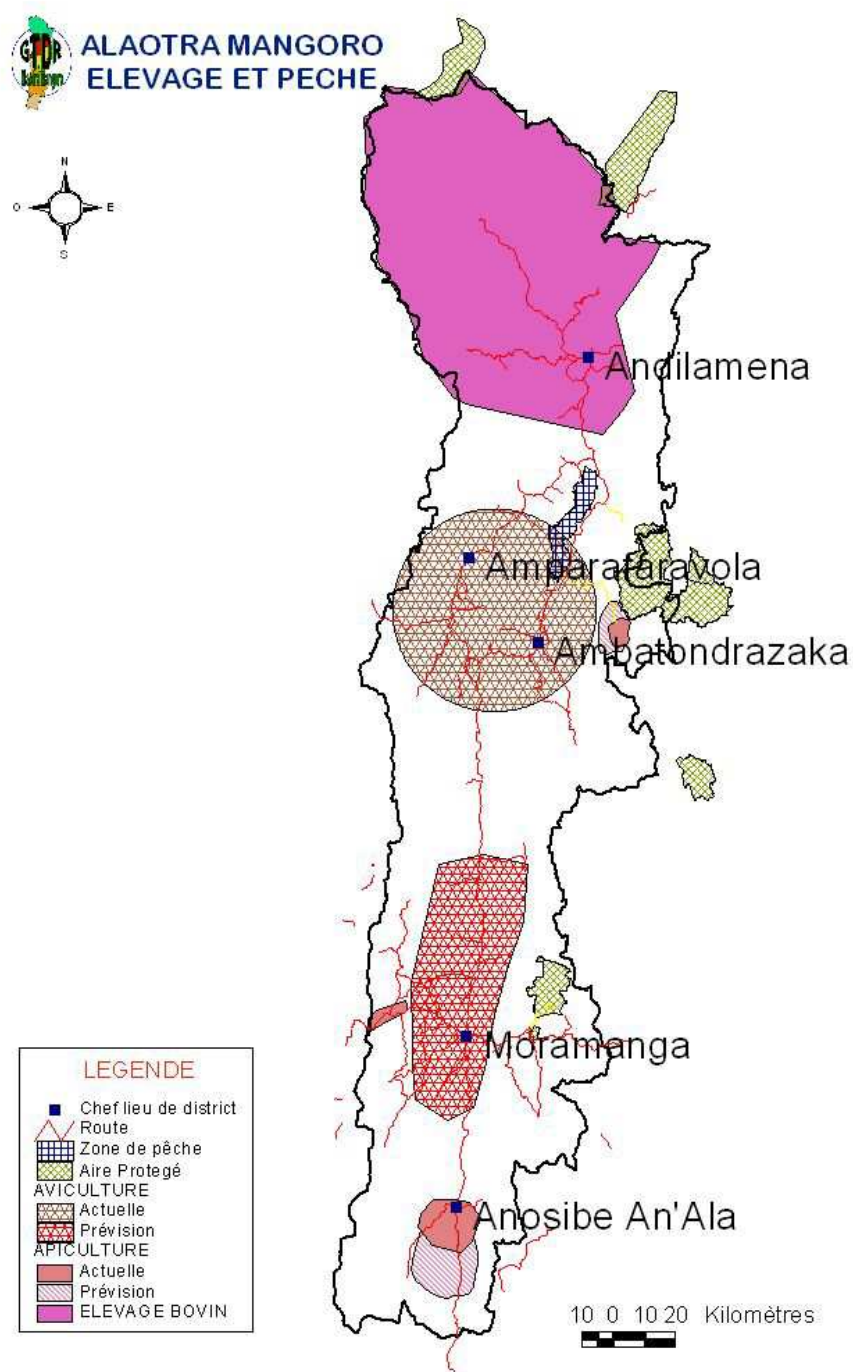 GTDR
ALAOTRA MANGORO
ELEVAGE ET PECHE
N
O
E
S
Andilamena
Amparafaravola
Ambatondrazaka
Moramanga
Anosibe An'Ala
LEGENDE
Chef lieu de district
Route
Zone de pêche
Aire Protegé
AVICULTURE
Actuelle
Prévision
APICULTURE
Actuelle
Prévision
ELEVAGE BOVIN
10 0 10 20 Kilomètres